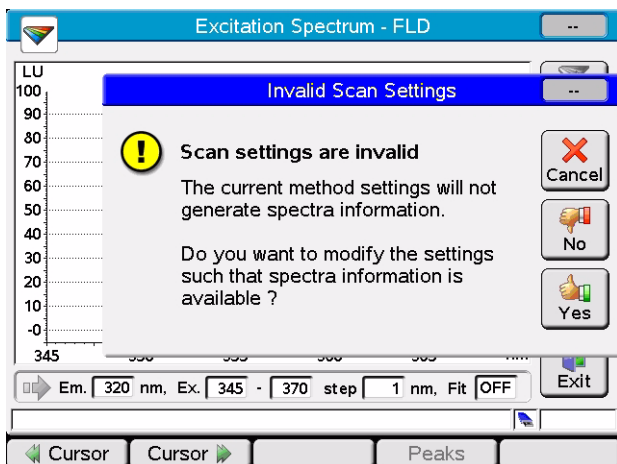 Excitation Spectrum - FLD
--
LU
Invalid Scan Settings
--
100
90
80
70
60
50
40
30
20
10
-0
Scan settings are invalid
The current method settings will not
generate spectra information.
Do you want to modify the settings
such that spectra information is
available ?
Cancel
No
Yes
345
Em. 320 nm, Ex. 345 - 370 step 1 nm, Fit OFF
Exit
Cursor
Cursor
Peaks